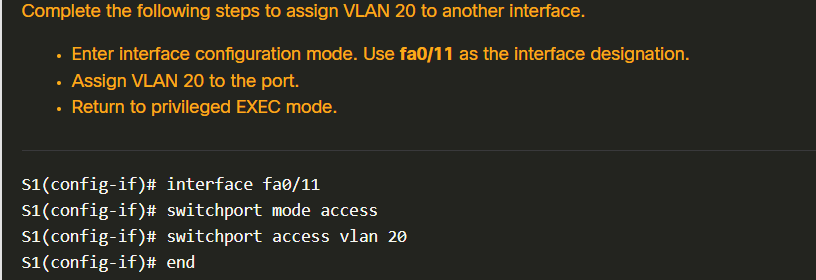 Complete the following steps to assign VLAN 20 to another interface.
• Enter interface configuration mode. Use fa0/11 as the interface designation.
• Assign VLAN 20 to the port.
• Return to privileged EXEC mode.
S1(config-if)# interface fa0/11
S1(config-if)# switchport mode access
S1(config-if)# switchport access vlan 20
S1(config-if)# end